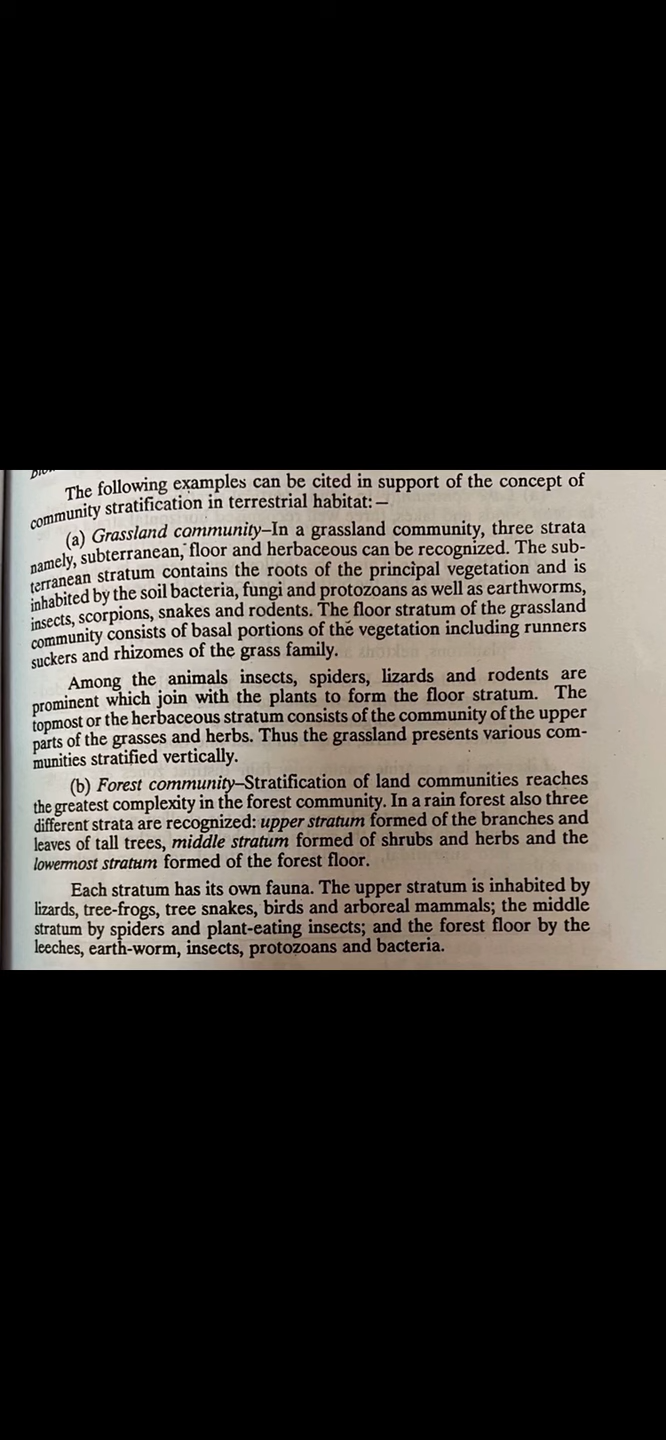 The following examples can be cited in support of the concept of
community stratification in terrestrial habitat:—
(a) Grassland community–In a grassland community, three strata
namely, subterranean, floor and herbaceous can be recognized. The sub-
terranean stratum contains the roots of the principal vegetation and is
inhabited by the soil bacteria, fungi and protozoans as well as earthworms,
insects, scorpions, snakes and rodents. The floor stratum of the grassland
community consists of basal portions of the vegetation including runners
suckers and rhizomes of the grass family.
Among the animals insects, spiders, lizards and rodents are
prominent which join with the plants to form the floor stratum. The
topmost or the herbaceous stratum consists of the community of the upper
parts of the grasses and herbs. Thus the grassland presents various com-
munities stratified vertically.
(b) Forest community–Stratification of land communities reaches
the greatest complexity in the forest community. In a rain forest also three
different strata are recognized: upper stratum formed of the branches and
leaves of tall trees, middle stratum formed of shrubs and herbs and the
lowermost stratum formed of the forest floor.
Each stratum has its own fauna. The upper stratum is inhabited by
lizards, tree-frogs, tree snakes, birds and arboreal mammals; the middle
stratum by spiders and plant-eating insects; and the forest floor by the
leeches, earth-worm, insects, protozoans and bacteria.